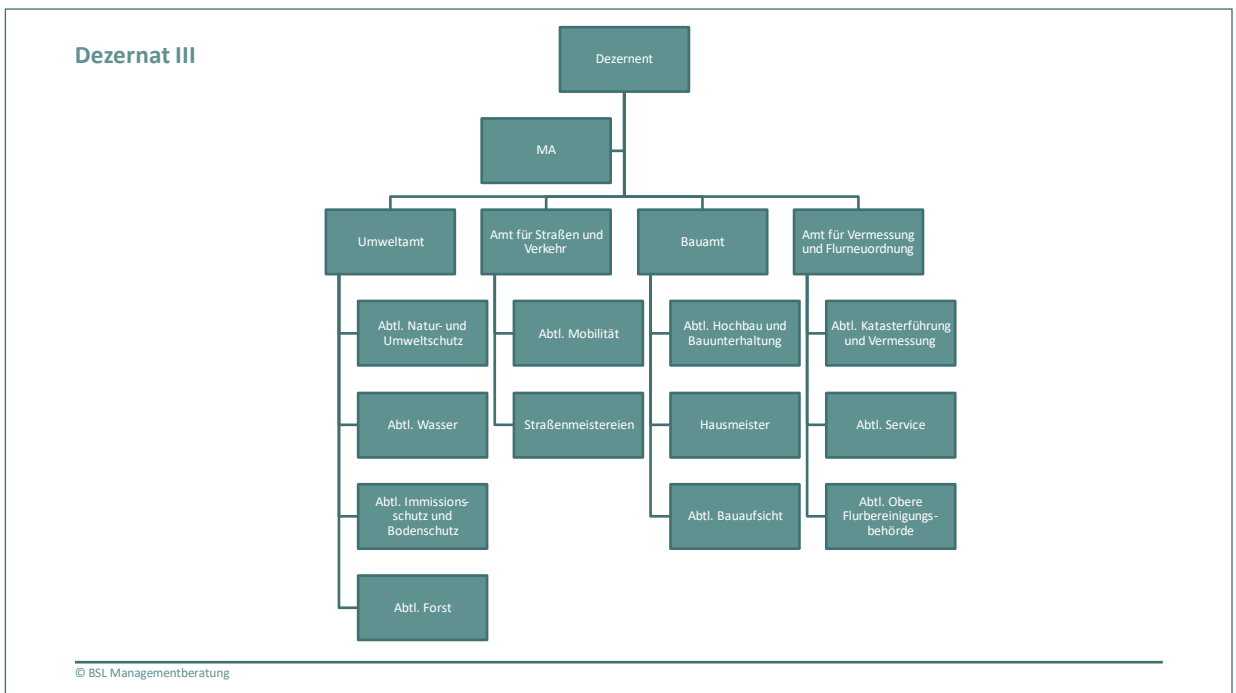 Dezernat III
Dezernent
MA
Umweltamt
Amt für Straßen und
Verkehr
Bauamt
Amt für Vermessung
und Flurneuordnung
Abtl. Natur- und
Umweltschutz
Abtl. Mobilität
Abtl. Hochbau und
Bauunterhaltung
Abtl. Katasterführung
und Vermessung
Abtl. Wasser
Straßenmeistereien
Hausmeister
Abtl. Service
Abtl. Immissions-
schutz und
Bodenschutz
Abtl. Bauaufsicht
Abtl. Obere
Flurbereinigungs-
behörde
Abtl. Forst
© BSL Managementberatung